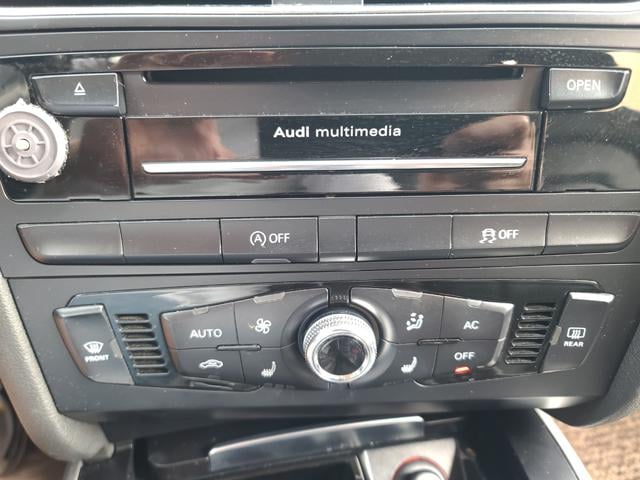 OPEN
Audi multimedia
A OFF
OFF
AUTO
AC
FRONT
OFF
REAR